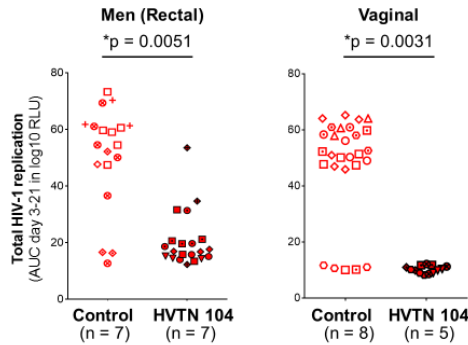 Men (Rectal)
*p = 0.0051
Total HIV-1 replication
(AUC day 3-21 in log10 RLU)
80
60
40
20
0
Control
(n = 7)
HVTN 104
(n = 7)
Vaginal
*p = 0.0031
80
60
40
20
0
Control
(n = 8)
HVTN 104
(n = 5)